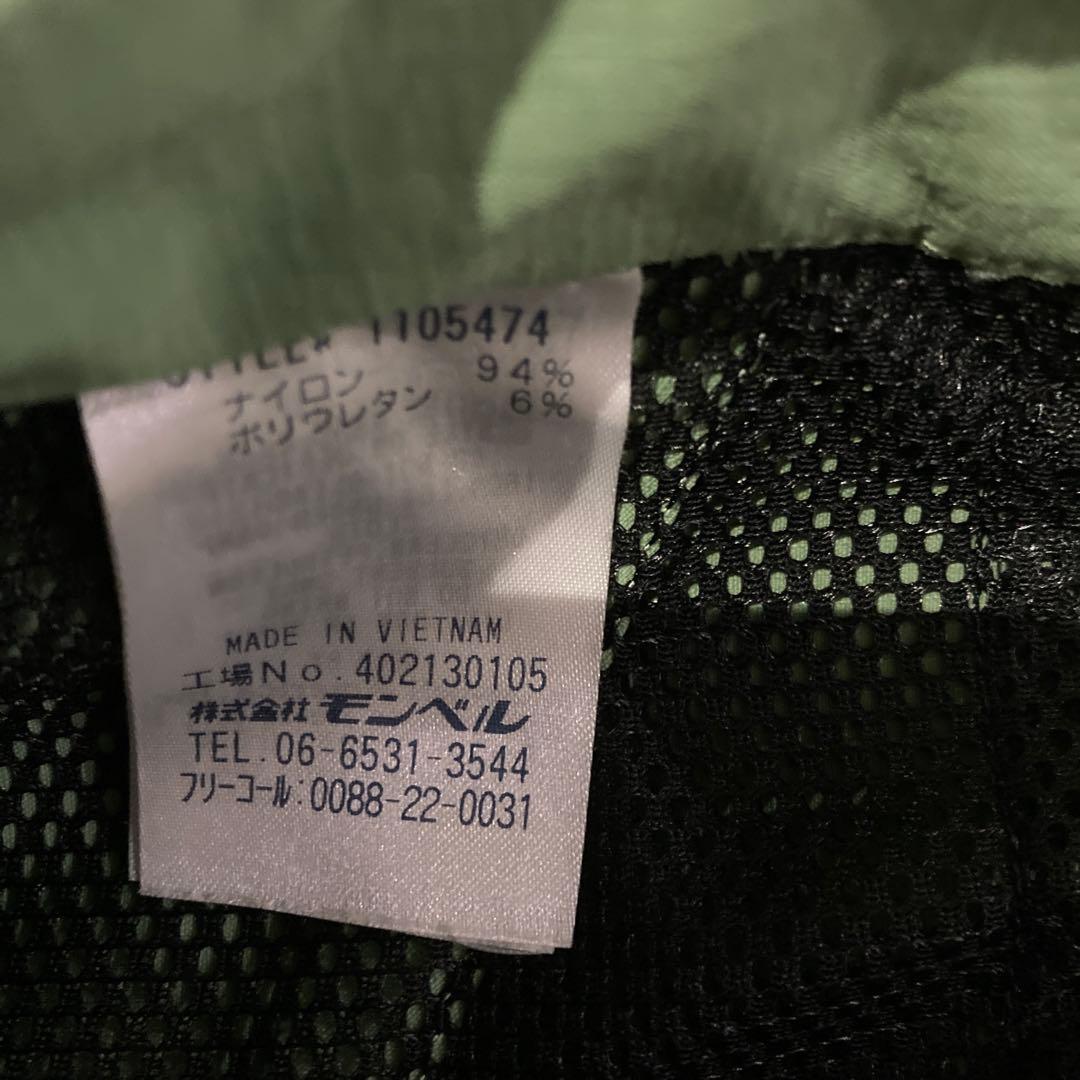 STYLE# 1105474
ナイロン 94%
ポリウレタン 6%
MADE IN VIETNAM
工場No. 402130105
株式会社モンベル
TEL.06-6531-3544
フリーコール:0088-22-0031